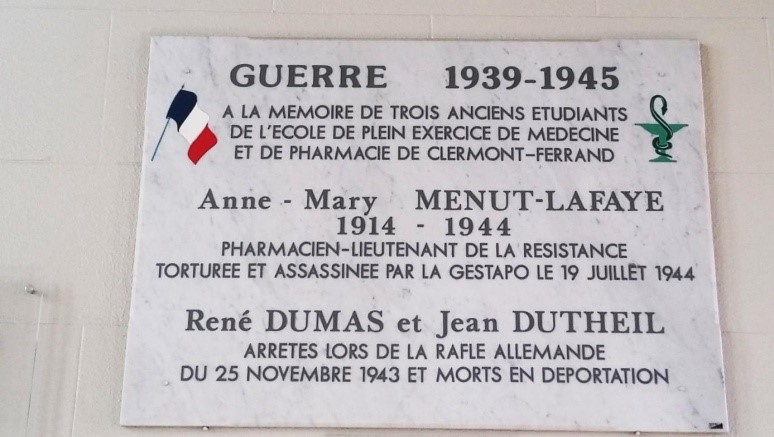 GUERRE 1939-1945
A LA MEMOIRE DE TROIS ANCIENS ETUDIANTS
DE L'ECOLE DE PLEIN EXERCICE DE MEDECINE
ET DE PHARMACIE DE CLERMONT-FERRAND
Anne - Mary MENUT-LAFAYE
1914 - 1944
PHARMACIEN-LIEUTENANT DE LA RESISTANCE
TORTUREE ET ASSASSINEE PAR LA GESTAPO LE 19 JUILLET 1944
René DUMAS et Jean DUTHEIL
ARRETES LORS DE LA RAFLE ALLEMANDE
DU 25 NOVEMBRE 1943 ET MORTS EN DEPORTATION